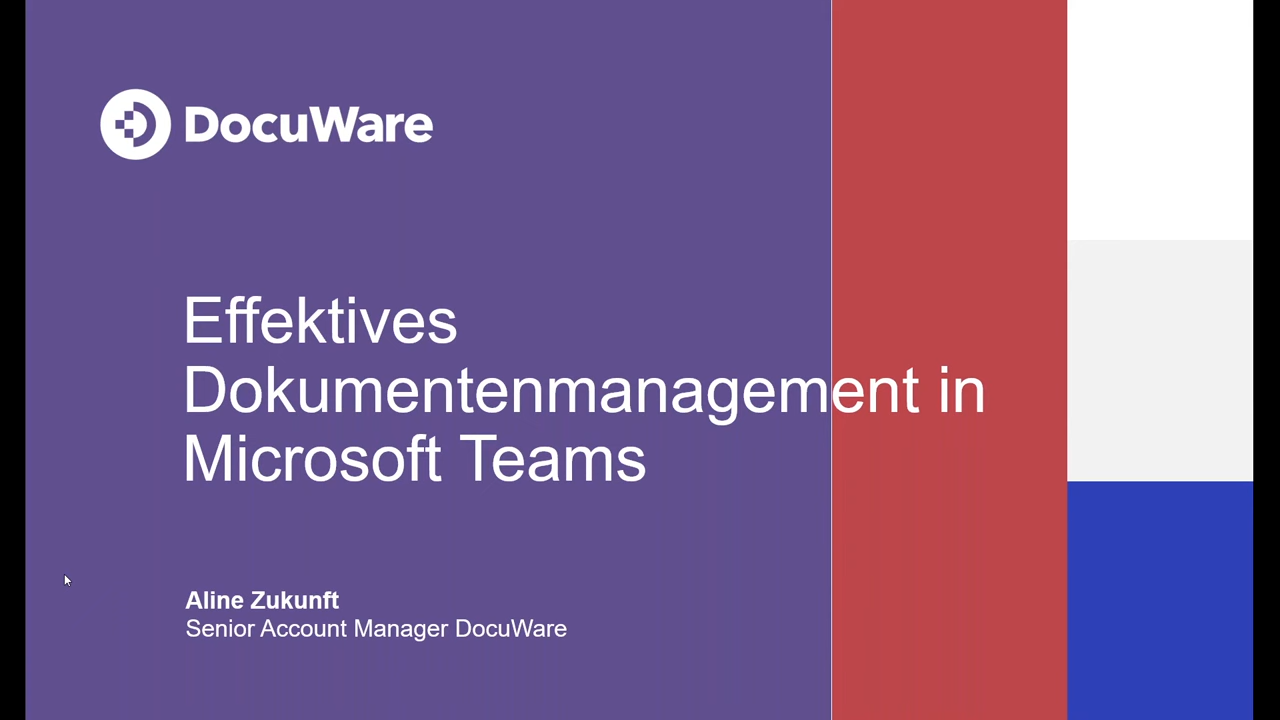 DocuWare
Effektives
Dokumentenmanagement in
Microsoft Teams
Aline Zukunft
Senior Account Manager DocuWare